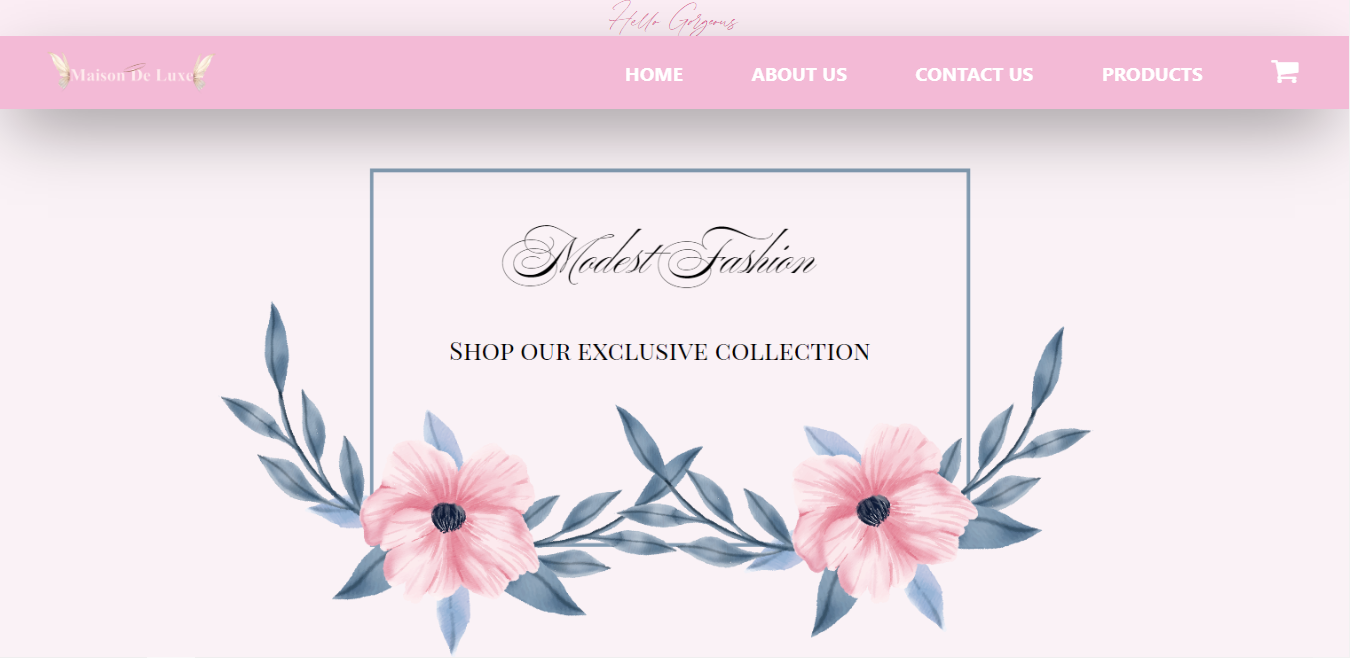 Hello Gorgeous
Maison De Luxe
HOME ABOUT US CONTACT US PRODUCTS
Modest Fashion
Shop our exclusive collection